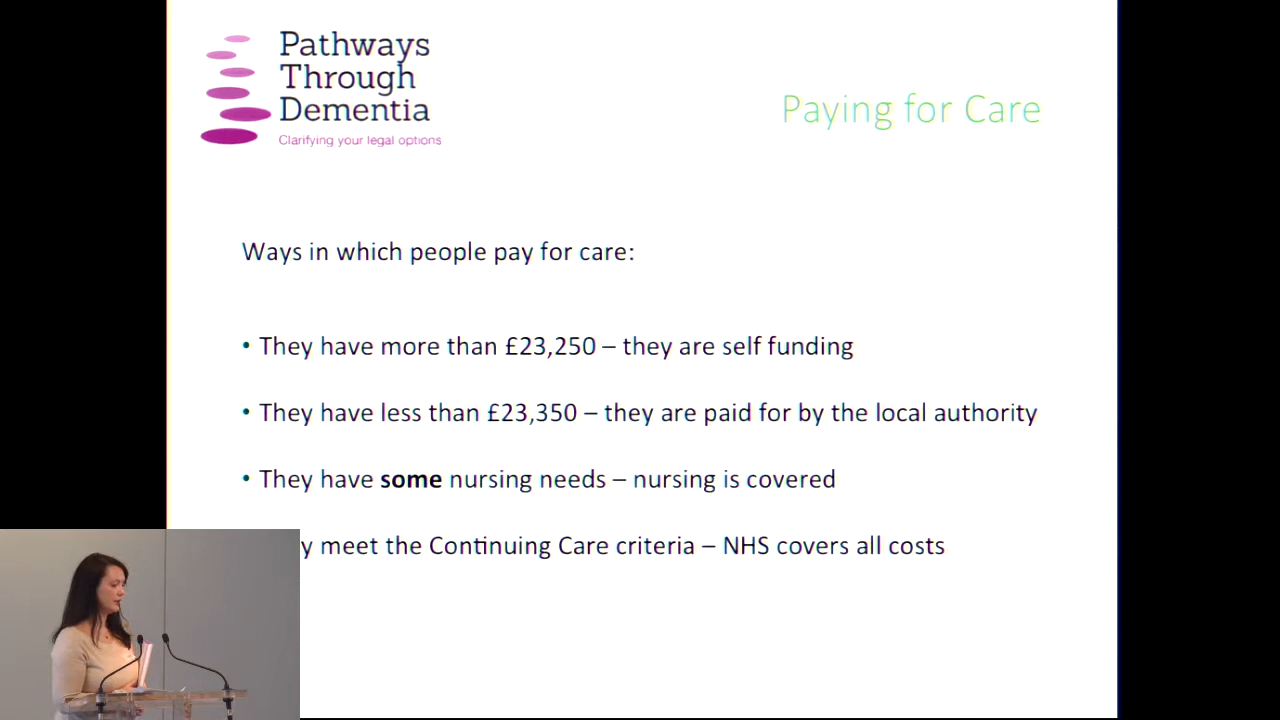 Pathways
Through
Dementia
Clarifying your legal options
Paying for Care
Ways in which people pay for care:
• They have more than £23,250 – they are self funding
• They have less than £23,350 – they are paid for by the local authority
• They have some nursing needs – nursing is covered
meet the Continuing Care criteria – NHS covers all costs